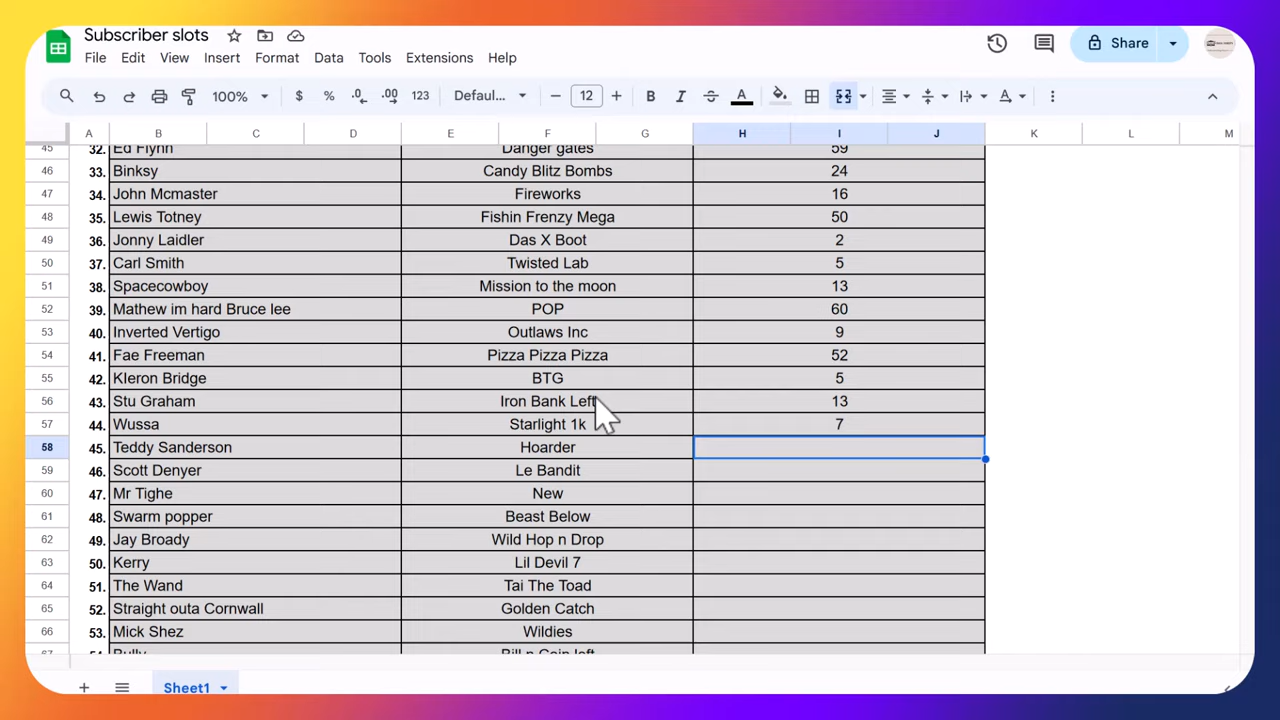 Subscriber slots
File Edit View Insert Format Data Tools Extensions Help
Share
100% $ % .0 .00 123 Defaul... − 12 + B I A
A B C D E F G H I J K L M
45 32. Ed Flynn Danger gates 59
46 33. Binksy Candy Blitz Bombs 24
47 34. John Mcmaster Fireworks 16
48 35. Lewis Totney Fishin Frenzy Mega 50
49 36. Jonny Laidler Das X Boot 2
50 37. Carl Smith Twisted Lab 5
51 38. Spacecowboy Mission to the moon 13
52 39. Mathew im hard Bruce lee POP 60
53 40. Inverted Vertigo Outlaws Inc 9
54 41. Fae Freeman Pizza Pizza Pizza 52
55 42. KIeron Bridge BTG 5
56 43. Stu Graham Iron Bank Left 13
57 44. Wussa Starlight 1k 7
58 45. Teddy Sanderson Hoarder
59 46. Scott Denyer Le Bandit
60 47. Mr Tighe New
61 48. Swarm popper Beast Below
62 49. Jay Broady Wild Hop n Drop
63 50. Kerry Lil Devil 7
64 51. The Wand Tai The Toad
65 52. Straight outa Cornwall Golden Catch
66 53. Mick Shez Wildies
67 54. Bully Bill n Coin left
+ Sheet1